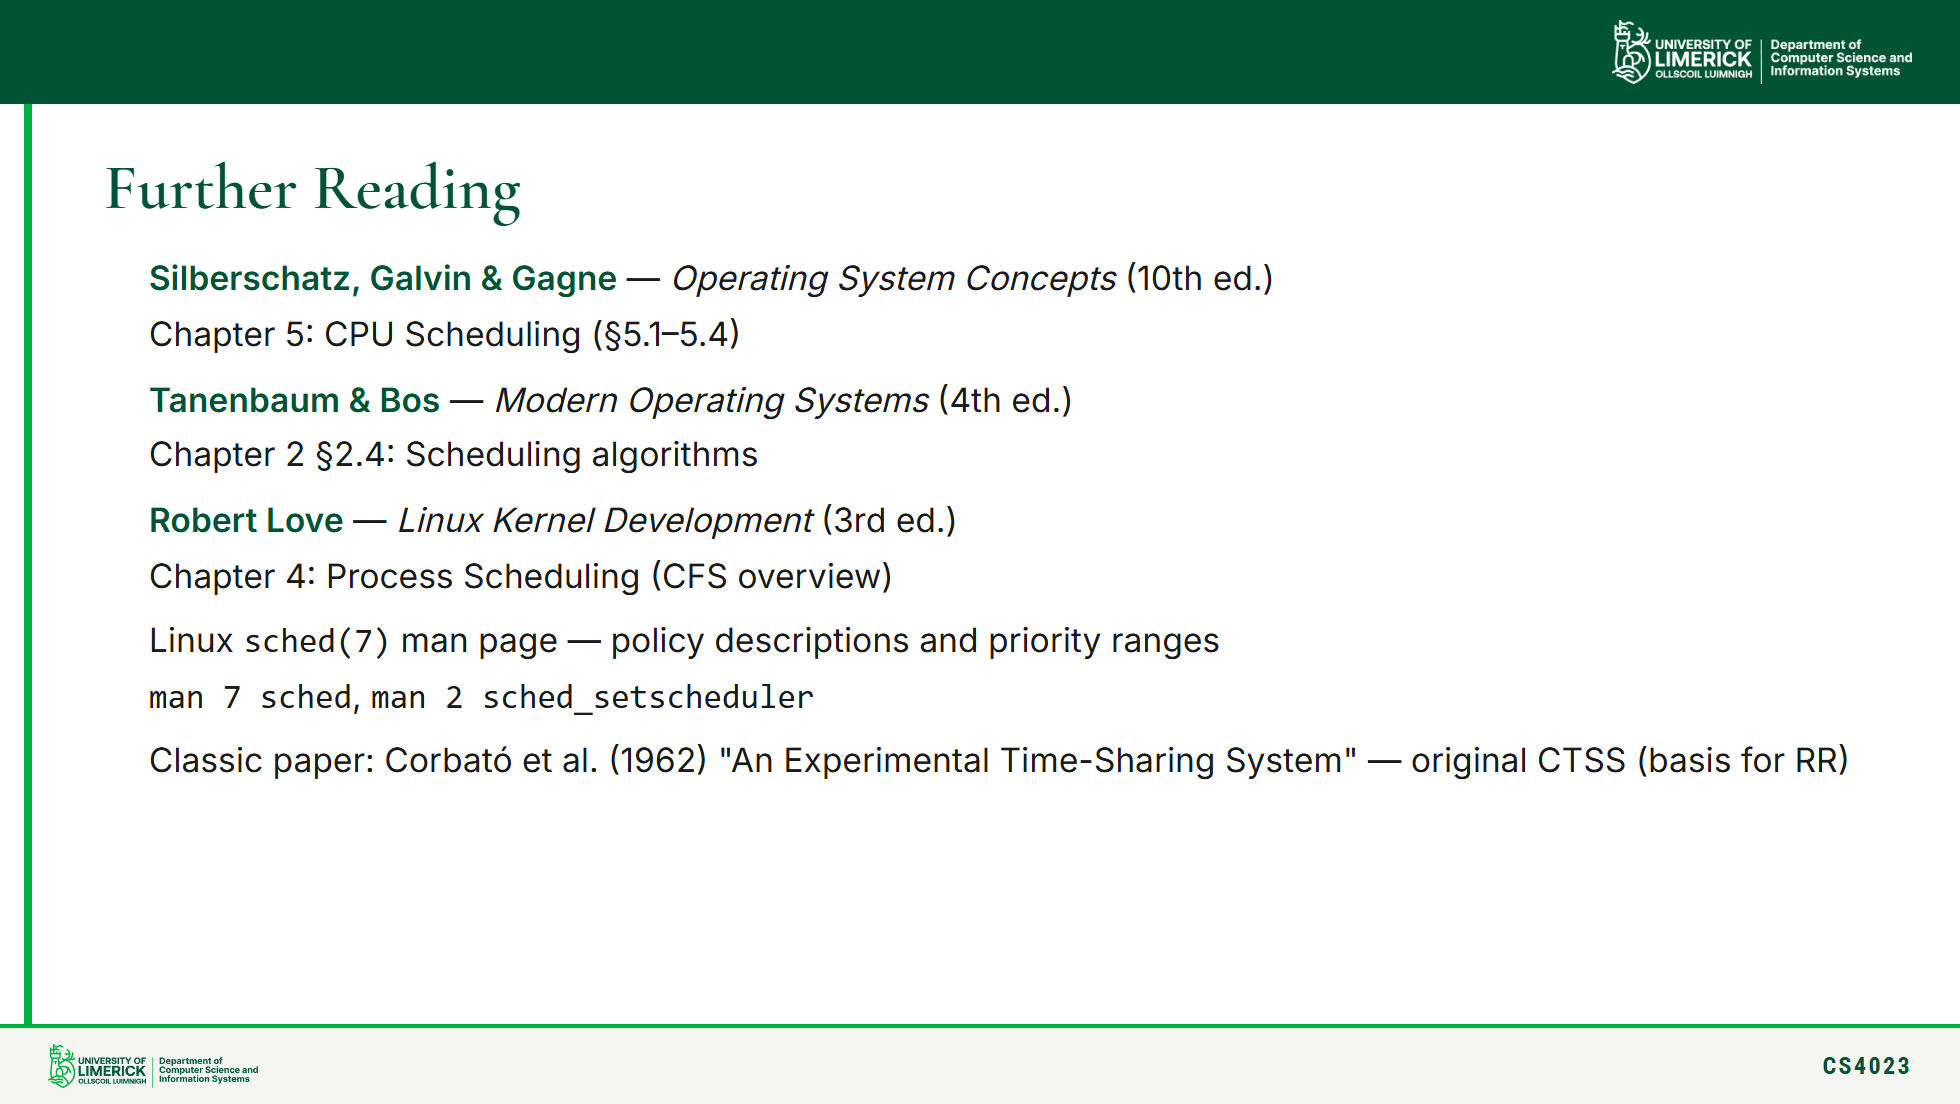 UNIVERSITY OF
LIMERICK
OLLSCOIL LUIMNIGH
Department of
Computer Science and
Information Systems
Further Reading
Silberschatz, Galvin & Gagne — Operating System Concepts (10th ed.)
Chapter 5: CPU Scheduling (§5.1–5.4)
Tanenbaum & Bos — Modern Operating Systems (4th ed.)
Chapter 2 §2.4: Scheduling algorithms
Robert Love — Linux Kernel Development (3rd ed.)
Chapter 4: Process Scheduling (CFS overview)
Linux sched(7) man page — policy descriptions and priority ranges
man 7 sched, man 2 sched_setscheduler
Classic paper: Corbató et al. (1962) "An Experimental Time-Sharing System" — original CTSS (basis for RR)
UNIVERSITY OF
LIMERICK
OLLSCOIL LUIMNIGH
Department of
Computer Science and
Information Systems
CS4023